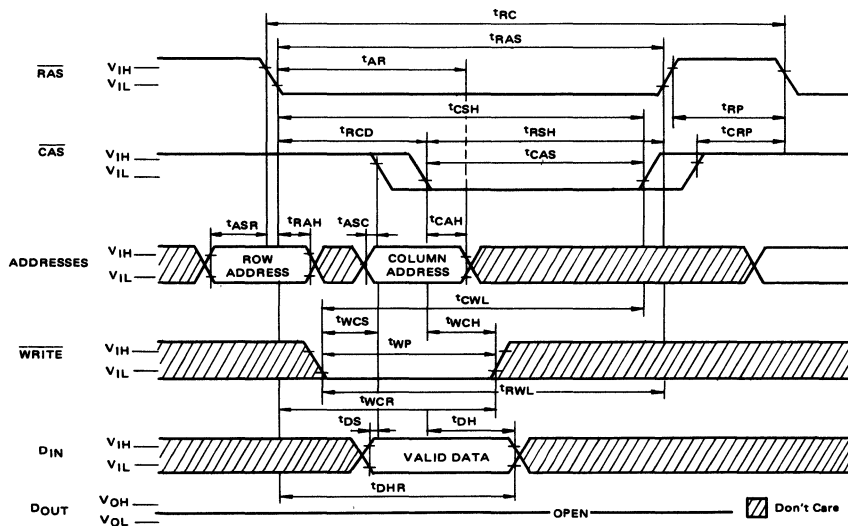 tRC
tRAS
tAR
RAS
VIH
VIL
tCSH
tRP
tRCD
tRSH
tCRP
CAS
VIH
VIL
tCAS
tASR
tRAH
tASC
tCAH
ADDRESSES
VIH
VIL
ROW
ADDRESS
COLUMN
ADDRESS
tCWL
tWCS
tWCH
WRITE
VIH
VIL
tWP
tRWL
tWCR
tDS
tDH
DIN
VIH
VIL
VALID DATA
tDHR
DOUT
VOH
VOL
OPEN
Don't Care